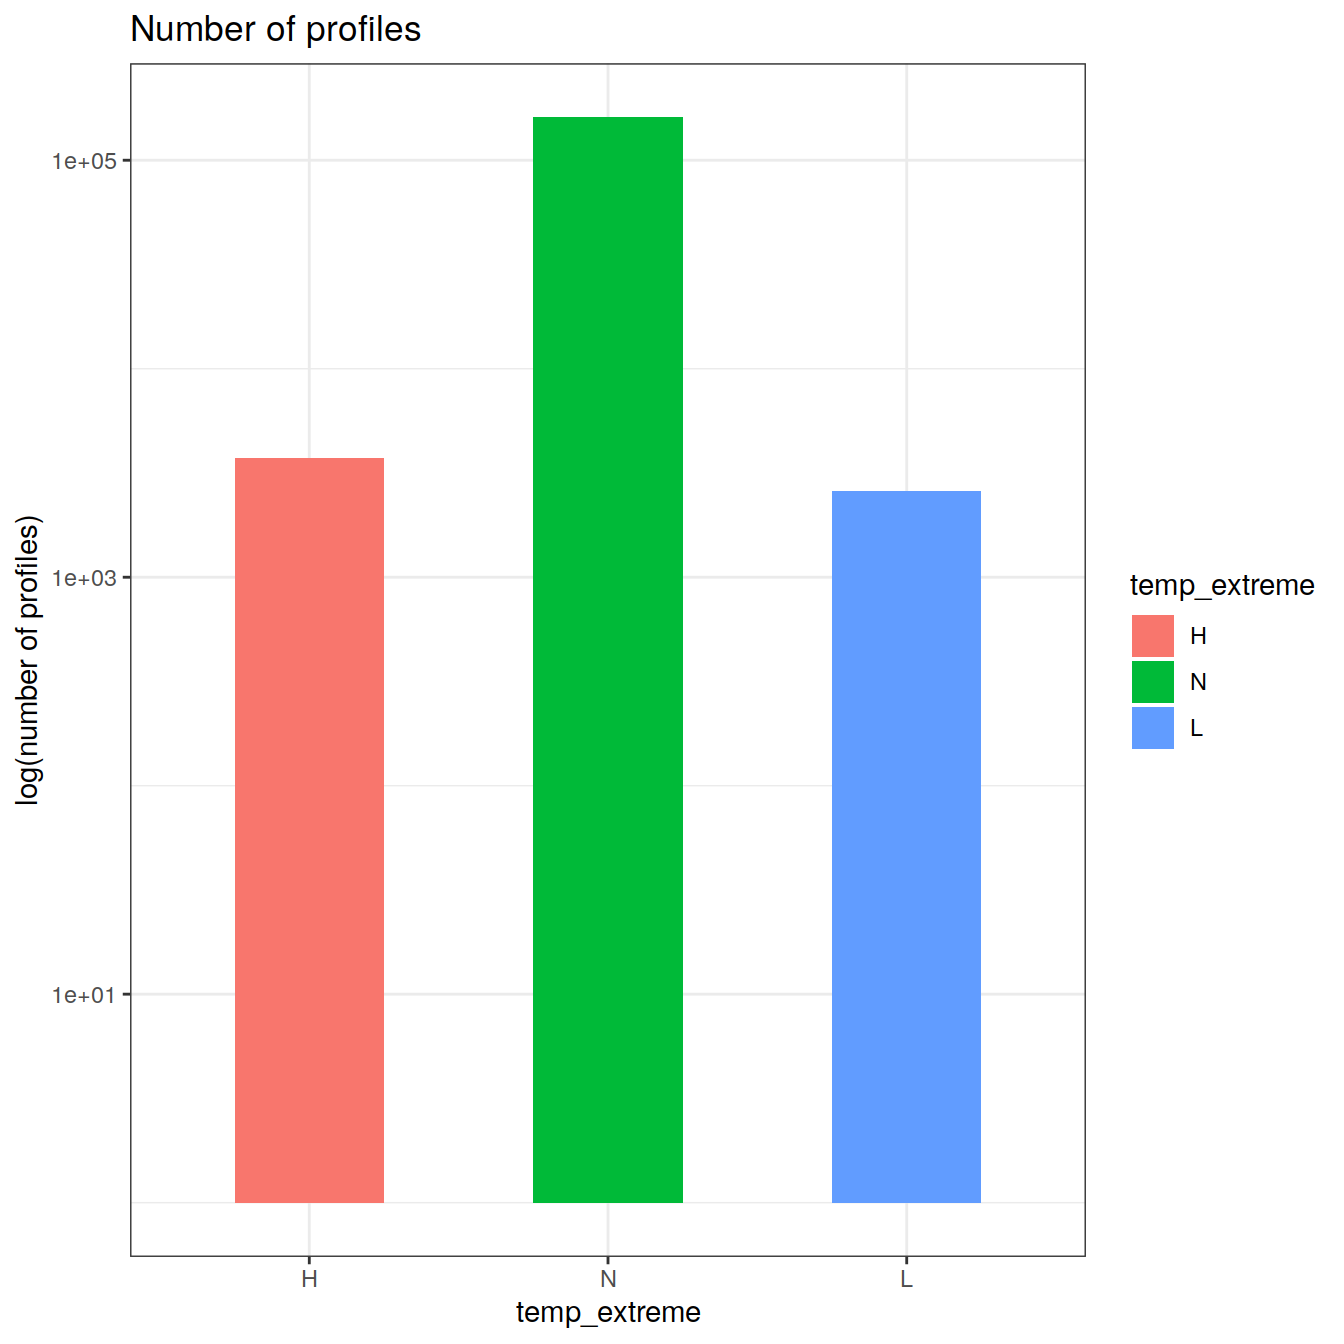 Number of profiles
log(number of profiles)
1e+05
1e+03
1e+01
H
N
L
temp_extreme
temp_extreme
H
N
L